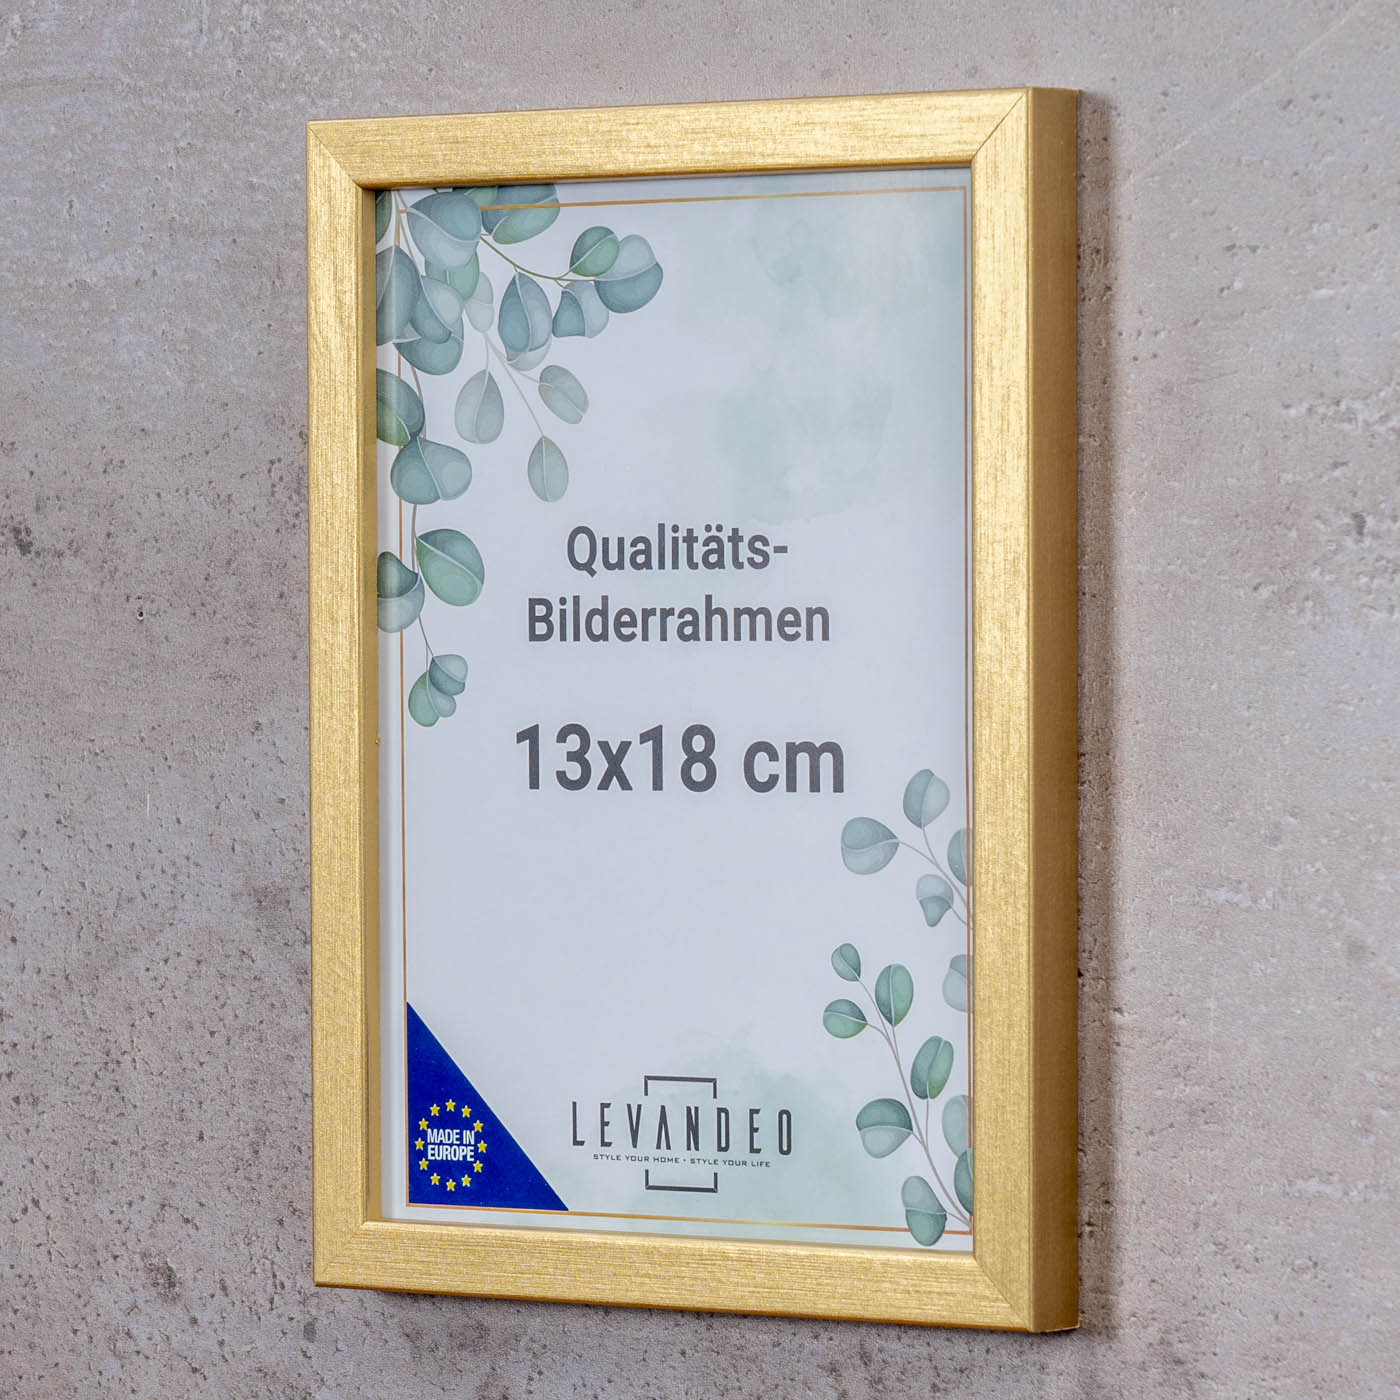 Qualitäts-
Bilderrahmen
13x18 cm
MADE IN
EUROPE
LEVANDEO
STYLE YOUR HOME • STYLE YOUR LIFE